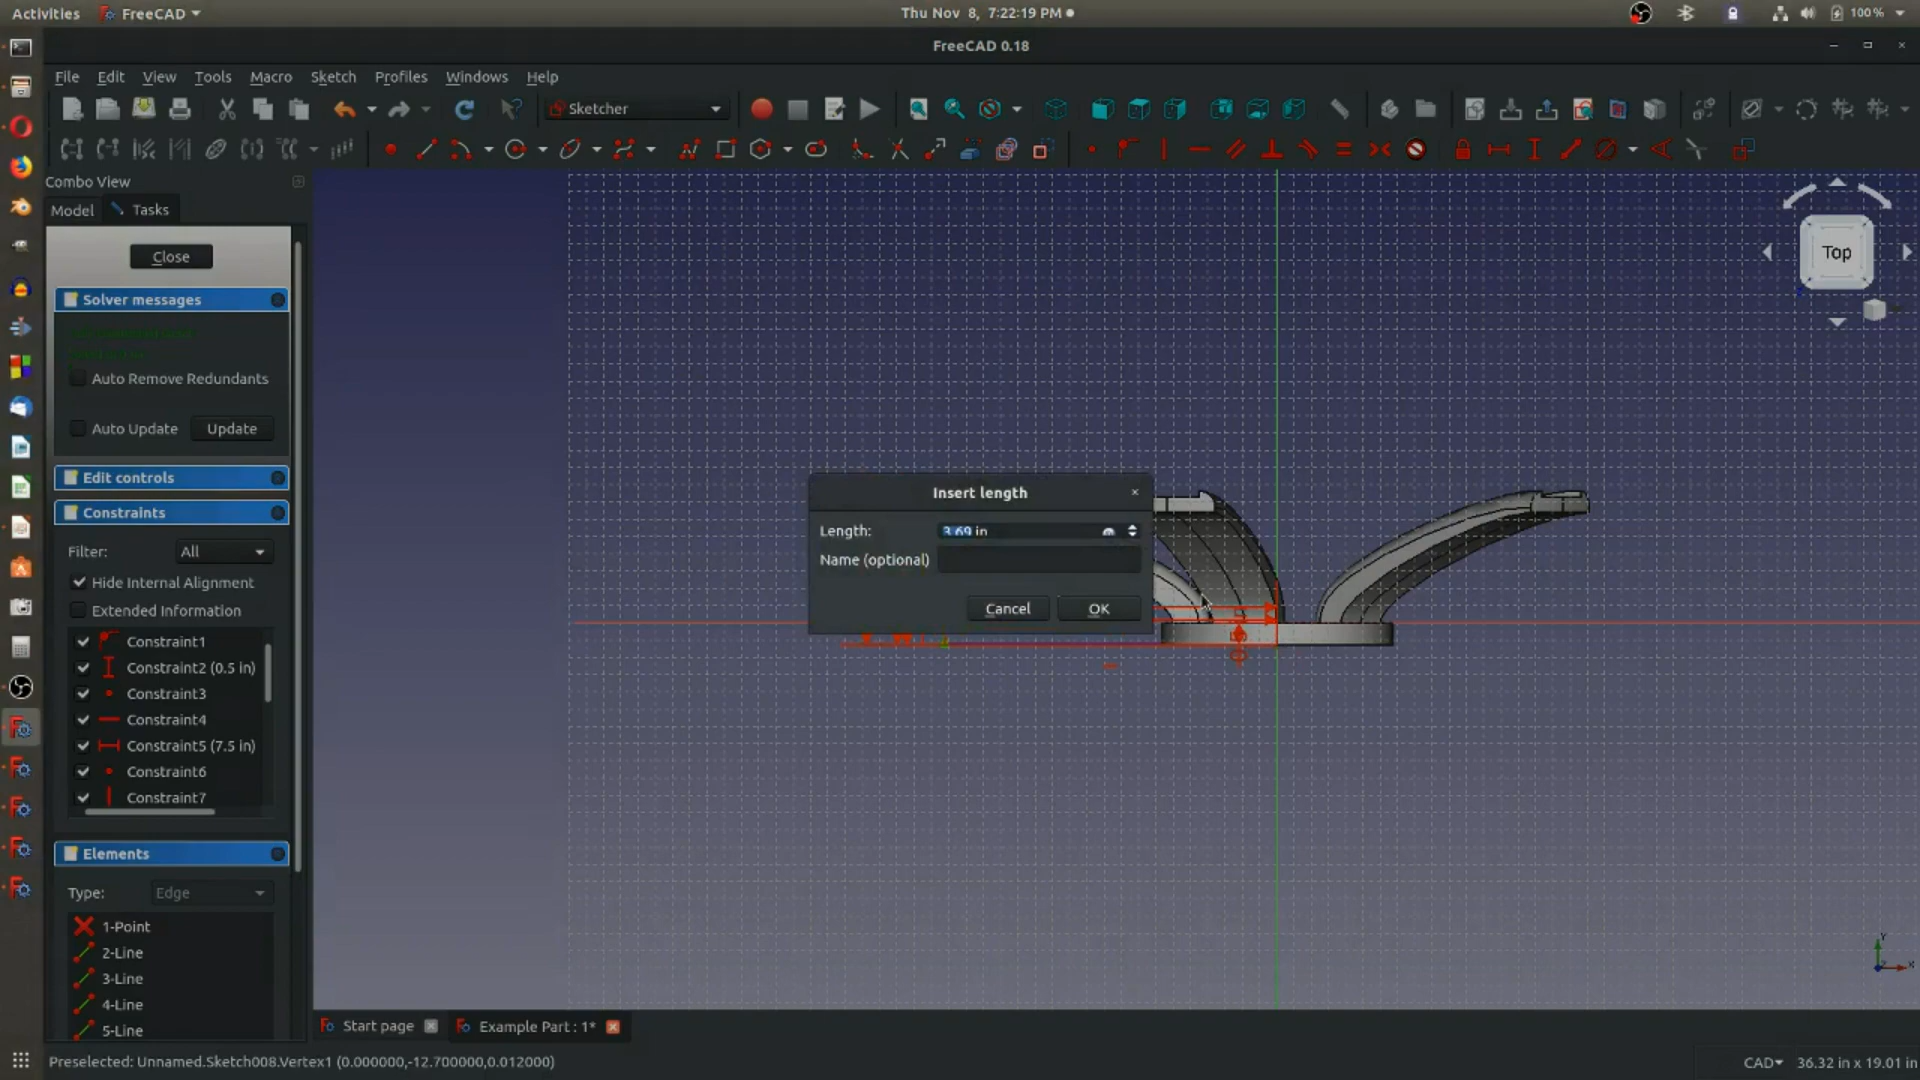 Activities FreeCAD Thu Nov 8, 7:22:19 PM 100%
FreeCAD 0.18
File Edit View Tools Macro Sketch Profiles Windows Help
Sketcher
Combo View
Model Tasks
Close
Solver messages
Auto Remove Redundants
Auto Update Update
Edit controls
Constraints
Filter: All
Hide Internal Alignment
Extended Information
Constraint1
Constraint2 (0.5 in)
Constraint3
Constraint4
Constraint5 (7.5 in)
Constraint6
Constraint7
Elements
Type: Edge
1-Point
2-Line
3-Line
4-Line
5-Line
Insert length
Length: 3.69 in
Name (optional)
Cancel OK
Top
Y
X
Start page Example Part : 1*
Preselected: Unnamed.Sketch008.Vertex1 (0.000000,-12.700000,0.012000) CAD 36.32 in x 19.01 in